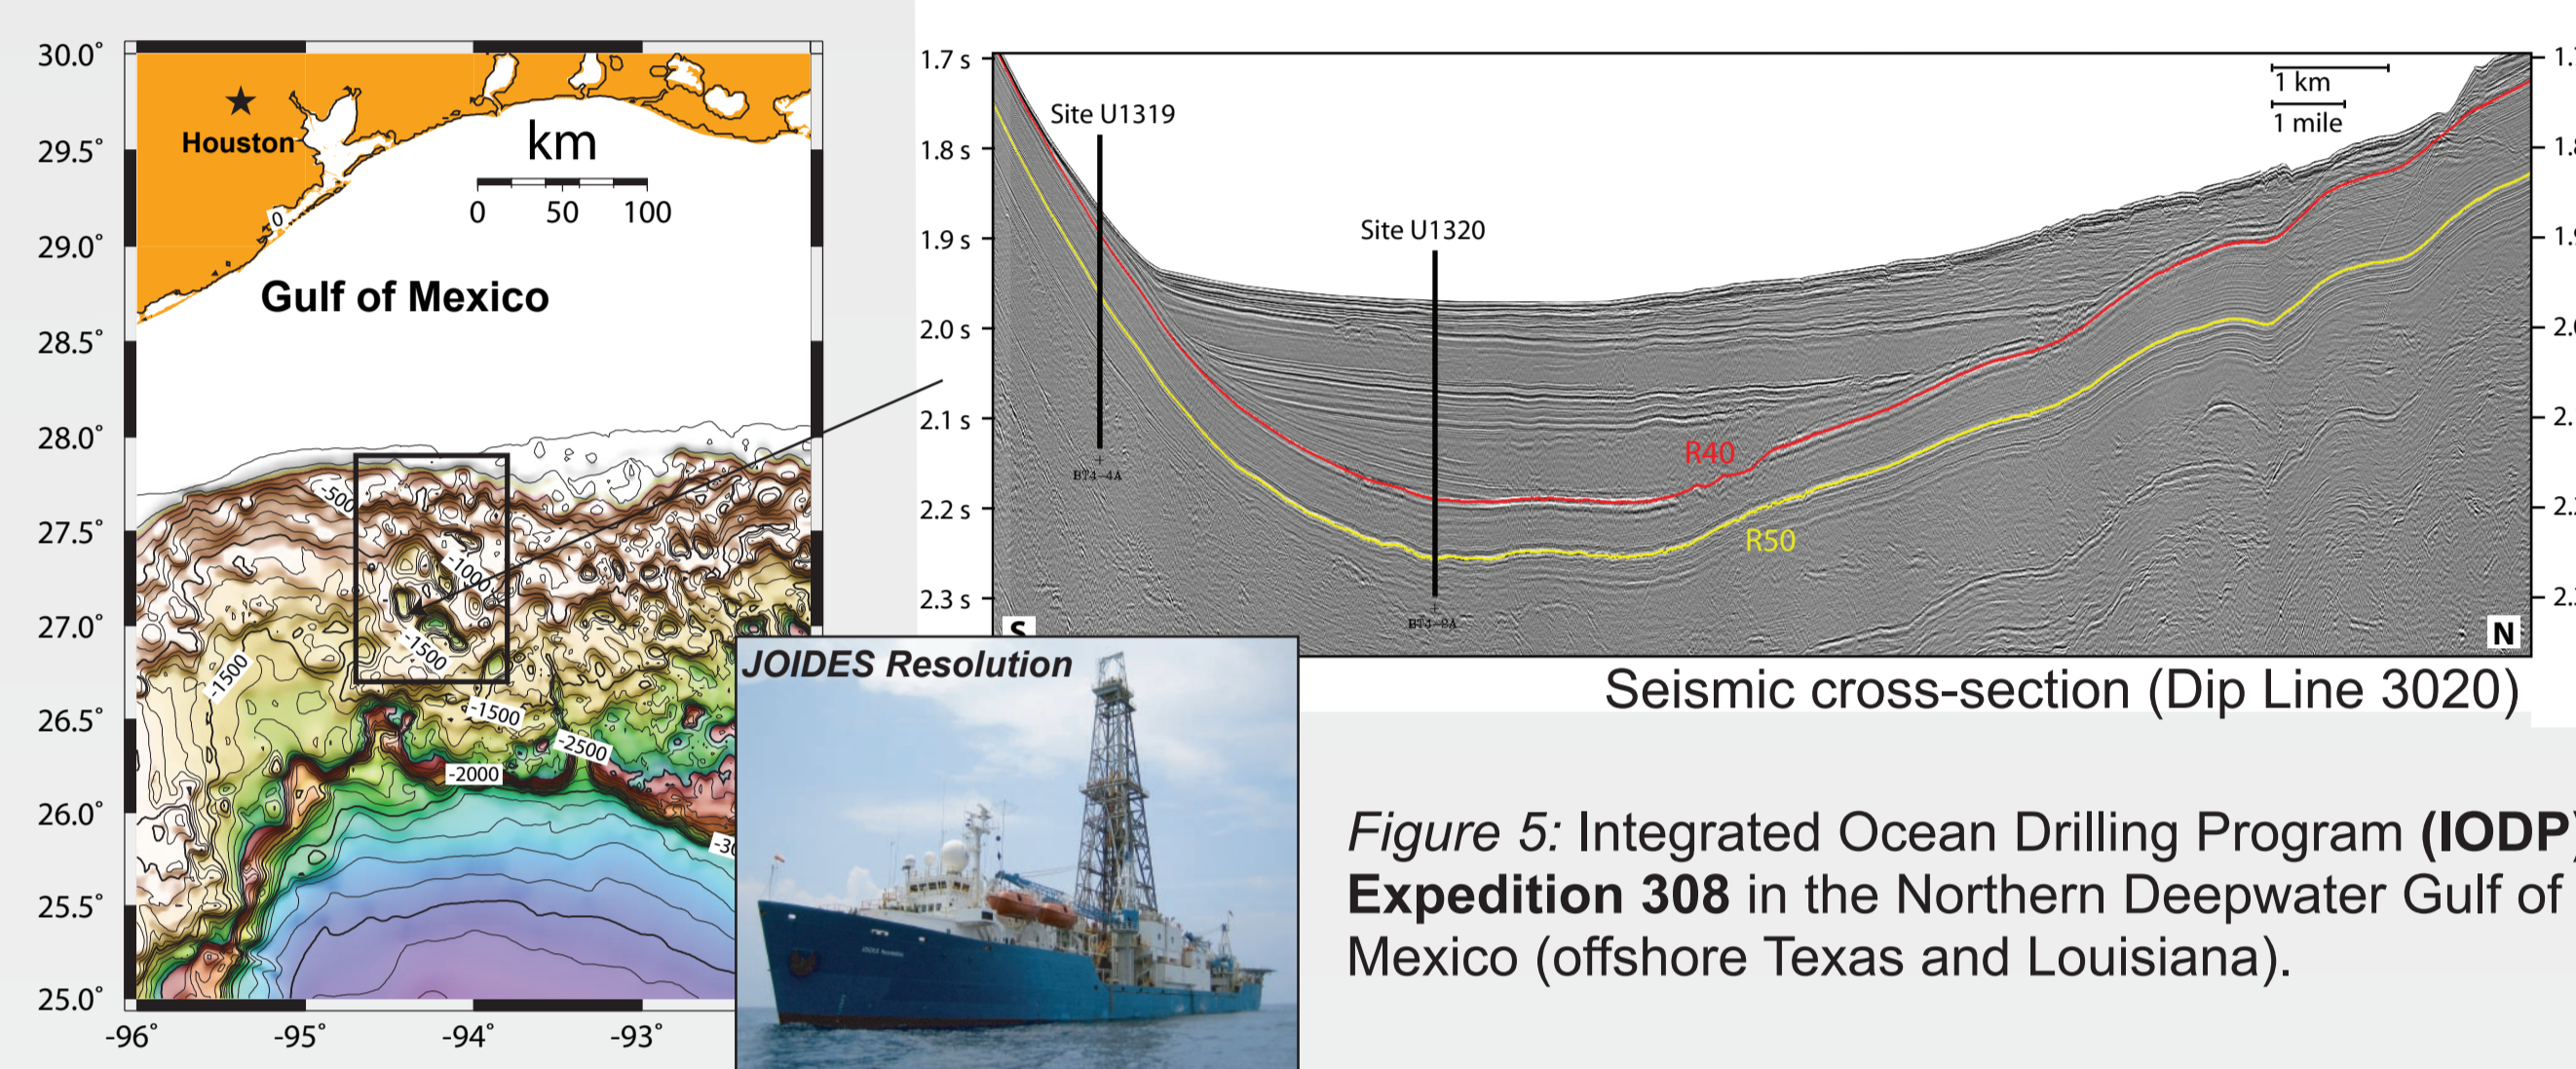 30.0°
29.5°
29.0°
28.5°
28.0°
27.5°
27.0°
26.5°
26.0°
25.5°
25.0°
-96°
-95°
-94°
-93°
Houston
km
0 50 100
0
Gulf of Mexico
-500
-1000
-1500
-1500
-1500
-2500
-2000
1.7 s
1.8 s
1.9 s
2.0 s
2.1 s
2.2 s
2.3 s
Site U1319
Site U1320
1 km
1 mile
R40
R50
BT4-4A
S
N
JOIDES Resolution
Seismic cross-section (Dip Line 3020)
Figure 5: Integrated Ocean Drilling Program (IODP)
Expedition 308 in the Northern Deepwater Gulf of
Mexico (offshore Texas and Louisiana).